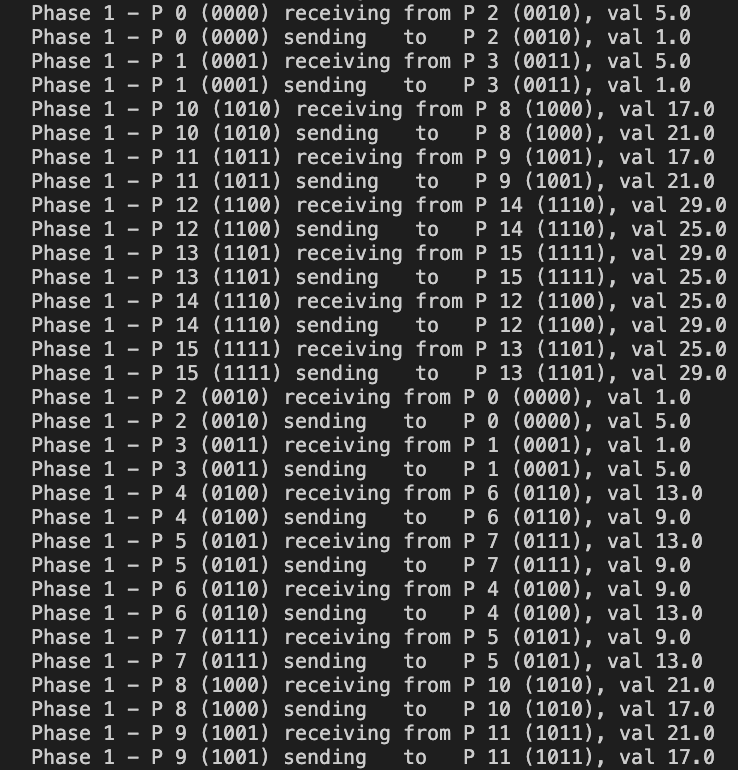 Phase 1 - P 0 (0000) receiving from P 2 (0010), val 5.0
Phase 1 - P 0 (0000) sending   to   P 2 (0010), val 1.0
Phase 1 - P 1 (0001) receiving from P 3 (0011), val 5.0
Phase 1 - P 1 (0001) sending   to   P 3 (0011), val 1.0
Phase 1 - P 10 (1010) receiving from P 8 (1000), val 17.0
Phase 1 - P 10 (1010) sending   to   P 8 (1000), val 21.0
Phase 1 - P 11 (1011) receiving from P 9 (1001), val 17.0
Phase 1 - P 11 (1011) sending   to   P 9 (1001), val 21.0
Phase 1 - P 12 (1100) receiving from P 14 (1110), val 29.0
Phase 1 - P 12 (1100) sending   to   P 14 (1110), val 25.0
Phase 1 - P 13 (1101) receiving from P 15 (1111), val 29.0
Phase 1 - P 13 (1101) sending   to   P 15 (1111), val 25.0
Phase 1 - P 14 (1110) receiving from P 12 (1100), val 25.0
Phase 1 - P 14 (1110) sending   to   P 12 (1100), val 29.0
Phase 1 - P 15 (1111) receiving from P 13 (1101), val 25.0
Phase 1 - P 15 (1111) sending   to   P 13 (1101), val 29.0
Phase 1 - P 2 (0010) receiving from P 0 (0000), val 1.0
Phase 1 - P 2 (0010) sending   to   P 0 (0000), val 5.0
Phase 1 - P 3 (0011) receiving from P 1 (0001), val 1.0
Phase 1 - P 3 (0011) sending   to   P 1 (0001), val 5.0
Phase 1 - P 4 (0100) receiving from P 6 (0110), val 13.0
Phase 1 - P 4 (0100) sending   to   P 6 (0110), val 9.0
Phase 1 - P 5 (0101) receiving from P 7 (0111), val 13.0
Phase 1 - P 5 (0101) sending   to   P 7 (0111), val 9.0
Phase 1 - P 6 (0110) receiving from P 4 (0100), val 9.0
Phase 1 - P 6 (0110) sending   to   P 4 (0100), val 13.0
Phase 1 - P 7 (0111) receiving from P 5 (0101), val 9.0
Phase 1 - P 7 (0111) sending   to   P 5 (0101), val 13.0
Phase 1 - P 8 (1000) receiving from P 10 (1010), val 21.0
Phase 1 - P 8 (1000) sending   to   P 10 (1010), val 17.0
Phase 1 - P 9 (1001) receiving from P 11 (1011), val 21.0
Phase 1 - P 9 (1001) sending   to   P 11 (1011), val 17.0